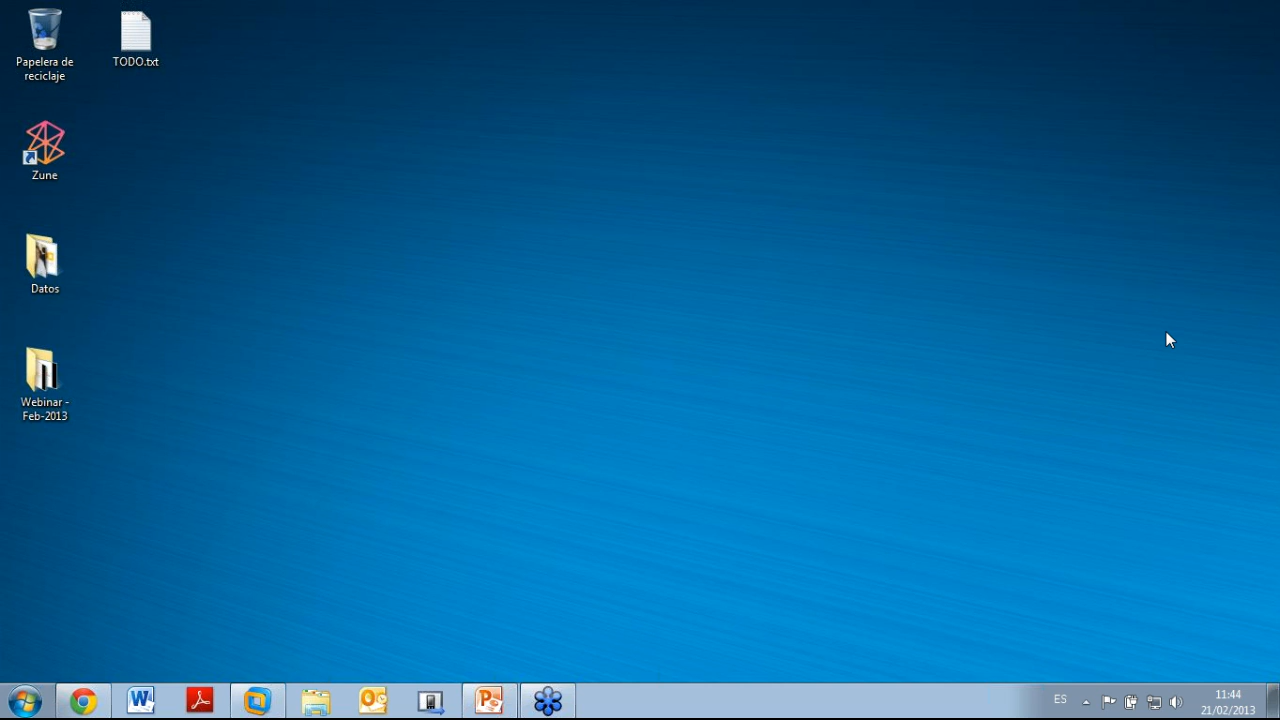 Papelera de
reciclaje
TODO.txt
Zune
Datos
Webinar -
Feb-2013
ES
11:44
21/02/2013